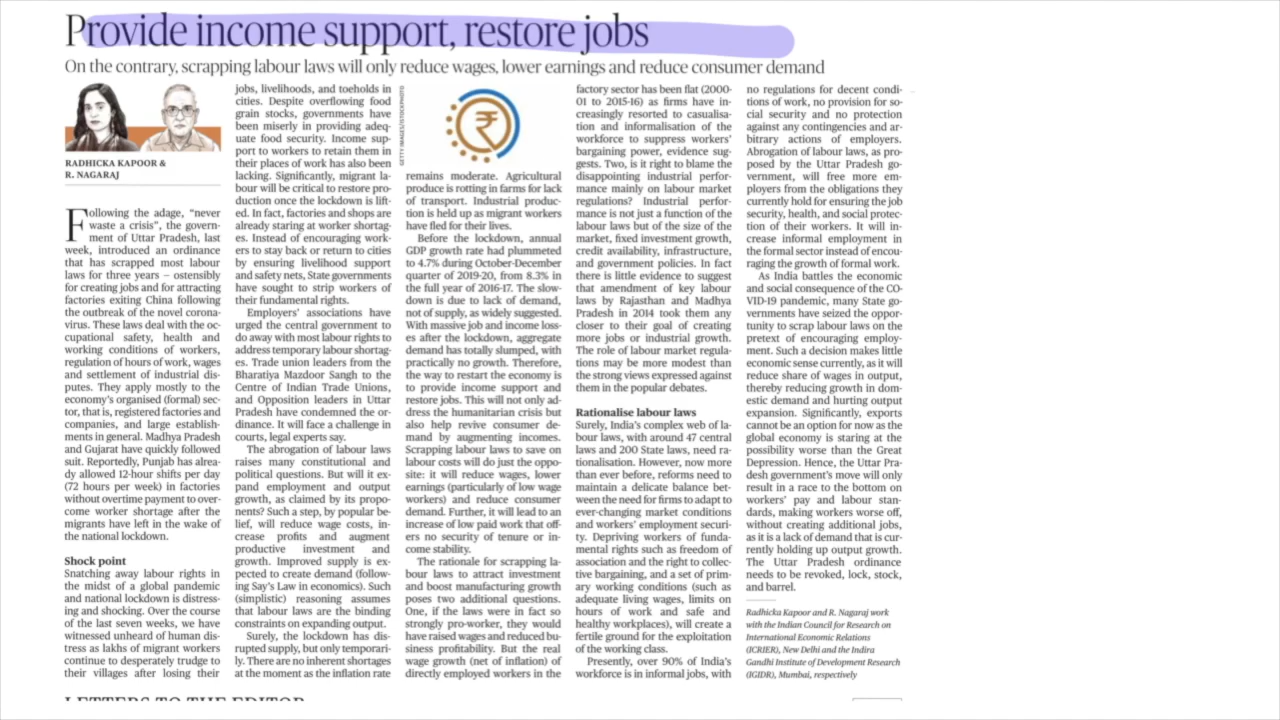 Provide income support, restore jobs
On the contrary, scrapping labour laws will only reduce wages, lower earnings and reduce consumer demand
RADHICKA KAPOOR &
R. NAGARAJ
Following the adage, “never
waste a crisis”, the govern-
ment of Uttar Pradesh, last
week, introduced an ordinance
that has scrapped most labour
laws for three years – ostensibly
for creating jobs and for attracting
factories exiting China following
the outbreak of the novel corona-
virus. These laws deal with the oc-
cupational safety, health and
working conditions of workers,
regulation of hours of work, wages
and settlement of industrial dis-
putes. They apply mostly to the
economy’s organised (formal) sec-
tor, that is, registered factories and
companies, and large establish-
ments in general. Madhya Pradesh
and Gujarat have quickly followed
suit. Reportedly, Punjab has alrea-
dy allowed 12-hour shifts per day
(72 hours per week) in factories
without overtime payment to over-
come worker shortage after the
migrants have left in the wake of
the national lockdown.
Shock point
Snatching away labour rights in
the midst of a global pandemic
and national lockdown is distress-
ing and shocking. Over the course
of the last seven weeks, we have
witnessed unheard of human dis-
tress as lakhs of migrant workers
continue to desperately trudge to
their villages after losing their
jobs, livelihoods, and toeholds in
cities. Despite overflowing food
grain stocks, governments have
been miserly in providing adeq-
uate food security. Income sup-
port to workers to retain them in
their places of work has also been
lacking. Significantly, migrant la-
bour will be critical to restore pro-
duction once the lockdown is lift-
ed. In fact, factories and shops are
already staring at worker shortag-
es. Instead of encouraging work-
ers to stay back or return to cities
by ensuring livelihood support
and safety nets, State governments
have sought to strip workers of
their fundamental rights.
Employers’ associations have
urged the central government to
do away with most labour rights to
address temporary labour shortag-
es. Trade union leaders from the
Bharatiya Mazdoor Sangh to the
Centre of Indian Trade Unions,
and Opposition leaders in Uttar
Pradesh have condemned the or-
dinance. It will face a challenge in
courts, legal experts say.
The abrogation of labour laws
raises many constitutional and
political questions. But will it ex-
pand employment and output
growth, as claimed by its propo-
nents? Such a step, by popular be-
lief, will reduce wage costs, in-
crease profits and augment
productive investment and
growth. Improved supply is ex-
pected to create demand (follow-
ing Say’s Law in economics). Such
(simplistic) reasoning assumes
that labour laws are the binding
constraints on expanding output.
Surely, the lockdown has dis-
rupted supply, but only temporari-
ly. There are no inherent shortages
at the moment as the inflation rate
GETTY IMAGES/ISTOCKPHOTO
remains moderate. Agricultural
produce is rotting in farms for lack
of transport. Industrial produc-
tion is held up as migrant workers
have fled for their lives.
Before the lockdown, annual
GDP growth rate had plummeted
to 4.7% during October-December
quarter of 2019-20, from 8.3% in
the full year of 2016-17. The slow-
down is due to lack of demand,
not of supply, as widely suggested.
With massive job and income loss-
es after the lockdown, aggregate
demand has totally slumped, with
practically no growth. Therefore,
the way to restart the economy is
to provide income support and
restore jobs. This will not only ad-
dress the humanitarian crisis but
also help revive consumer de-
mand by augmenting incomes.
Scrapping labour laws to save on
labour costs will do just the oppo-
site: it will reduce wages, lower
earnings (particularly of low wage
workers) and reduce consumer
demand. Further, it will lead to an
increase of low paid work that off-
ers no security of tenure or in-
come stability.
The rationale for scrapping la-
bour laws to attract investment
and boost manufacturing growth
poses two additional questions.
One, if the laws were in fact so
strongly pro-worker, they would
have raised wages and reduced bu-
siness profitability. But the real
wage growth (net of inflation) of
directly employed workers in the
factory sector has been flat (2000-
01 to 2015-16) as firms have in-
creasingly resorted to casualisa-
tion and informalisation of the
workforce to suppress workers’
bargaining power, evidence sug-
gests. Two, is it right to blame the
disappointing industrial perfor-
mance mainly on labour market
regulations? Industrial perfor-
mance is not just a function of the
labour laws but of the size of the
market, fixed investment growth,
credit availability, infrastructure,
and government policies. In fact
there is little evidence to suggest
that amendment of key labour
laws by Rajasthan and Madhya
Pradesh in 2014 took them any
closer to their goal of creating
more jobs or industrial growth.
The role of labour market regula-
tions may be more modest than
the strong views expressed against
them in the popular debates.
Rationalise labour laws
Surely, India’s complex web of la-
bour laws, with around 47 central
laws and 200 State laws, need ra-
tionalisation. However, now more
than ever before, reforms need to
maintain a delicate balance bet-
ween the need for firms to adapt to
ever-changing market conditions
and workers’ employment securi-
ty. Depriving workers of funda-
mental rights such as freedom of
association and the right to collec-
tive bargaining, and a set of prim-
ary working conditions (such as
adequate living wages, limits on
hours of work and safe and
healthy workplaces), will create a
fertile ground for the exploitation
of the working class.
Presently, over 90% of India’s
workforce is in informal jobs, with
no regulations for decent condi-
tions of work, no provision for so-
cial security and no protection
against any contingencies and ar-
bitrary actions of employers.
Abrogation of labour laws, as pro-
posed by the Uttar Pradesh go-
vernment, will free more em-
ployers from the obligations they
currently hold for ensuring the job
security, health, and social protec-
tion of their workers. It will in-
crease informal employment in
the formal sector instead of encou-
raging the growth of formal work.
As India battles the economic
and social consequence of the CO-
VID-19 pandemic, many State go-
vernments have seized the oppor-
tunity to scrap labour laws on the
pretext of encouraging employ-
ment. Such a decision makes little
economic sense currently, as it will
reduce share of wages in output,
thereby reducing growth in dom-
estic demand and hurting output
expansion. Significantly, exports
cannot be an option for now as the
global economy is staring at the
possibility worse than the Great
Depression. Hence, the Uttar Pra-
desh government’s move will only
result in a race to the bottom on
workers’ pay and labour stan-
dards, making workers worse off,
without creating additional jobs,
as it is a lack of demand that is cur-
rently holding up output growth.
The Uttar Pradesh ordinance
needs to be revoked, lock, stock,
and barrel.
Radhicka Kapoor and R. Nagaraj work
with the Indian Council for Research on
International Economic Relations
(ICRIER), New Delhi and the Indira
Gandhi Institute of Development Research
(IGIDR), Mumbai, respectively
LETTERS TO THE EDITOR